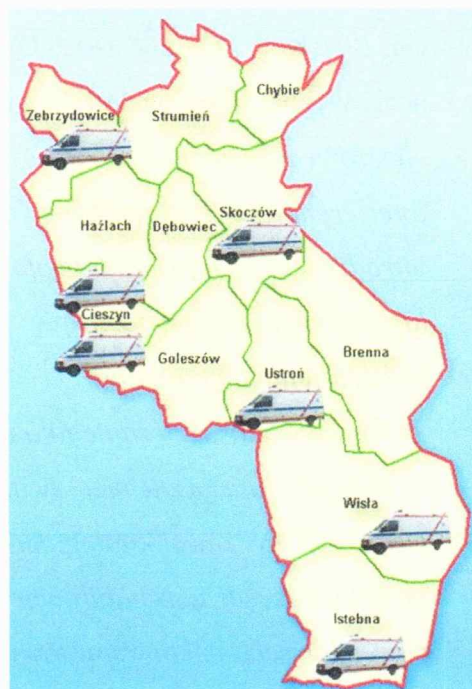 Chybie
Zebrzydowice
Strumień
Skoczów
Hażlach
Dębowiec
Cieszyn
Goleszów
Ustroń
Brenna
Wisła
Istebna